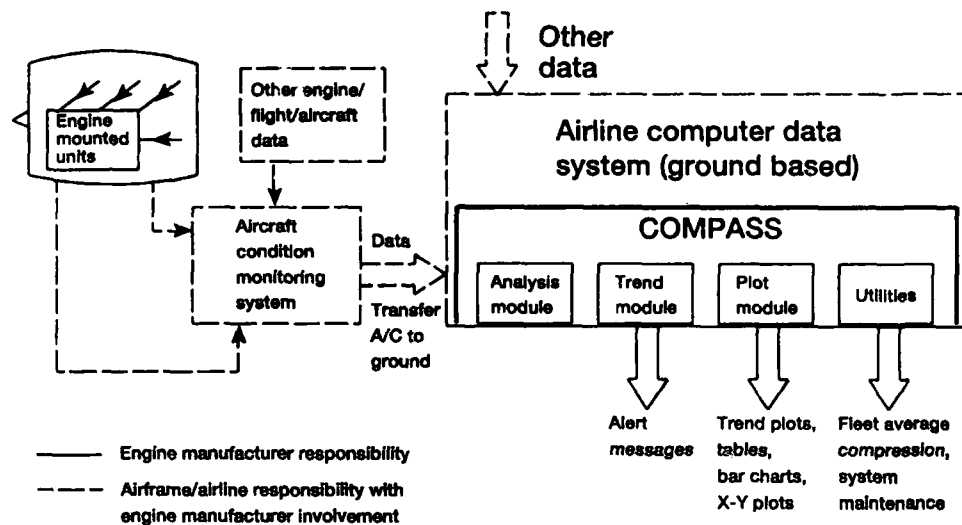 Other
data
Engine
mounted
units
Other engine/
flight/aircraft
data
Airline computer data
system (ground based)
Aircraft
condition
monitoring
system
Data
Transfer
A/C to
ground
COMPASS
Analysis
module
Trend
module
Plot
module
Utilities
Alert
messages
Trend plots,
tables,
bar charts,
X-Y plots
Fleet average
compression,
system
maintenance
Engine manufacturer responsibility
Airframe/airline responsibility with
engine manufacturer involvement